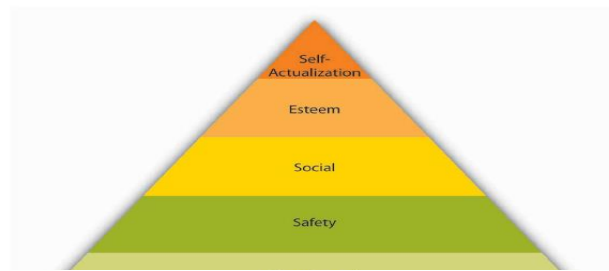 Self-
Actualization
Esteem
Social
Safety